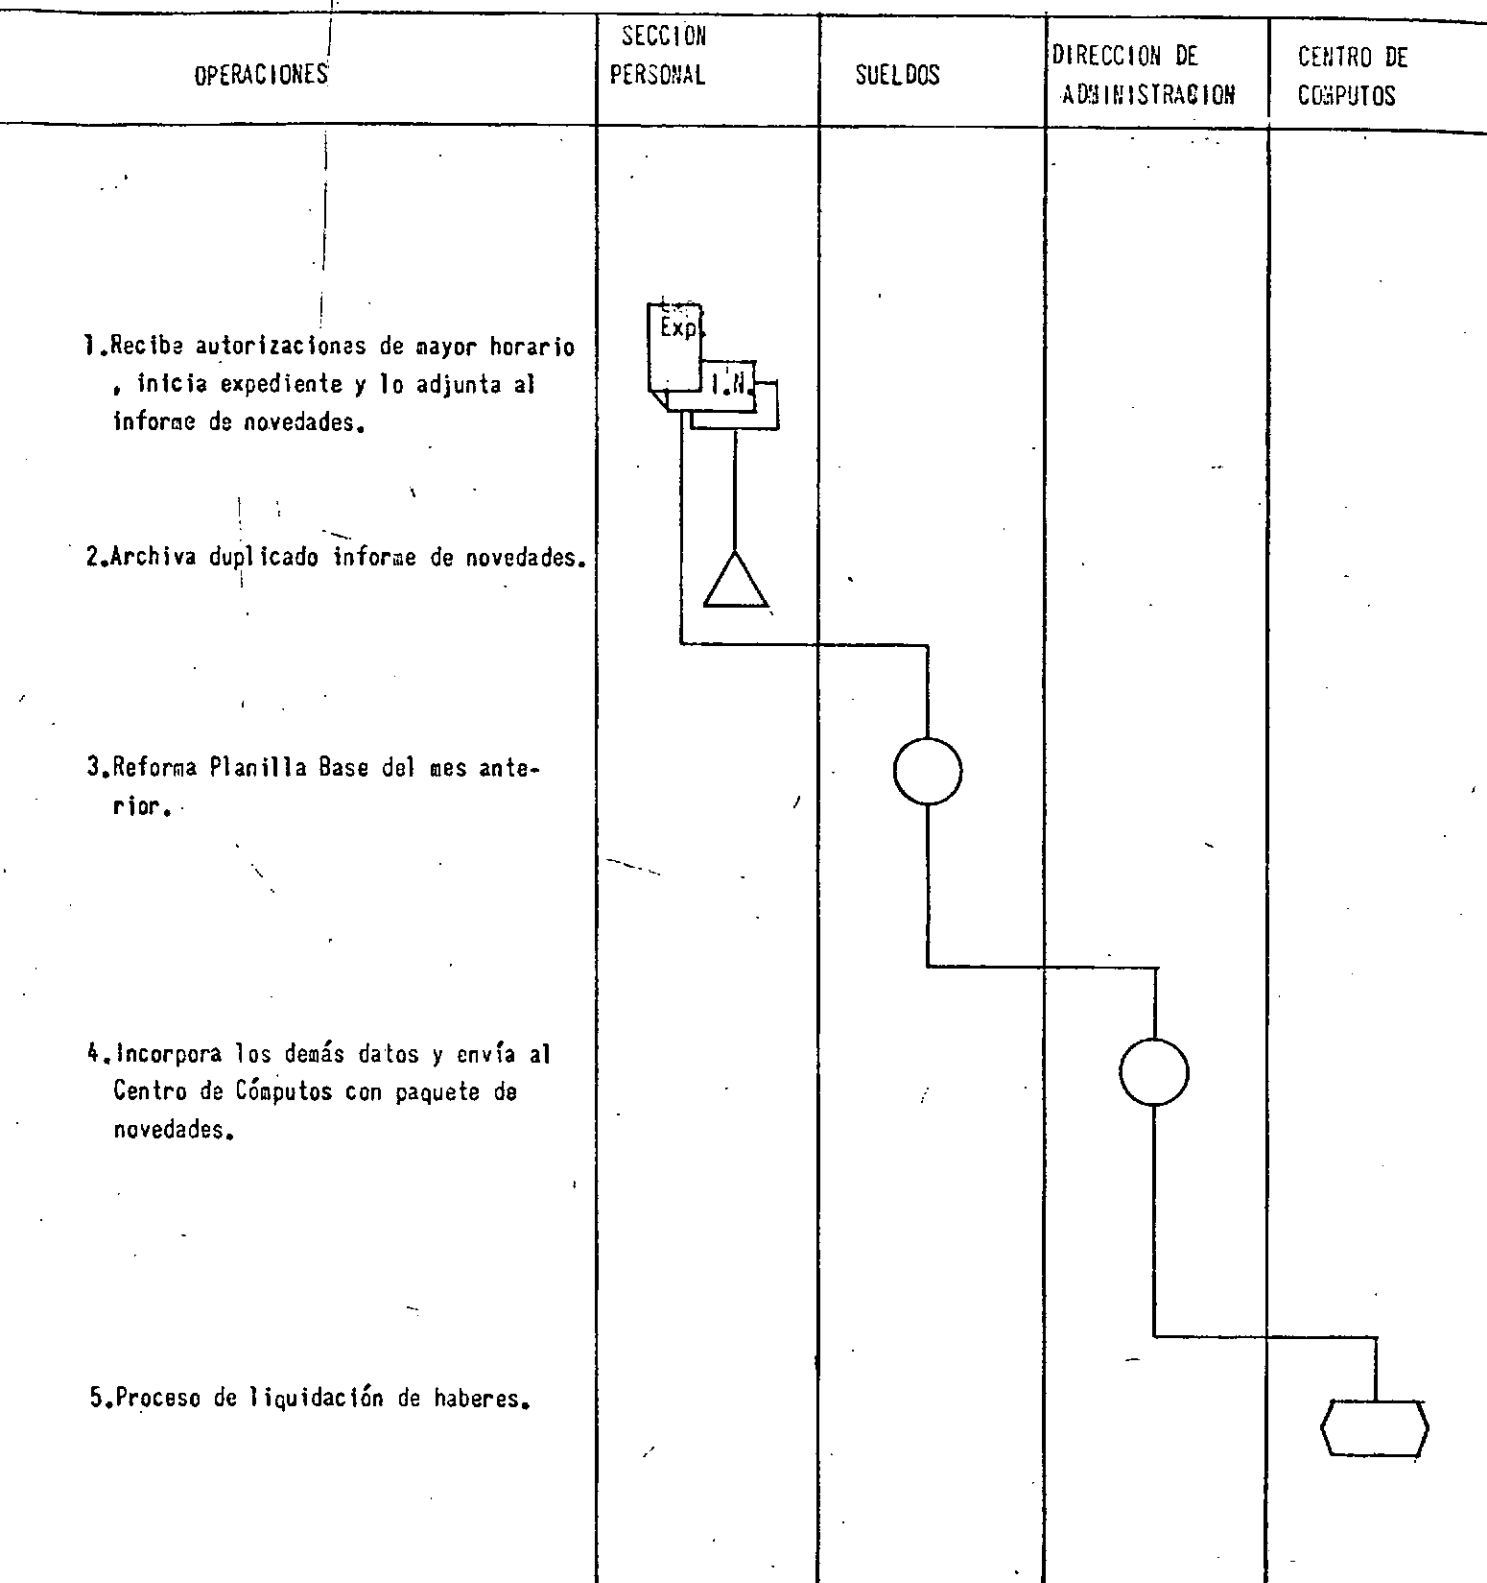 OPERACIONES
SECCION
PERSONAL
SUELDOS
DIRECCION DE
ADMINISTRACION
CENTRO DE
COMPUTOS
1.Recibe autorizaciones de mayor horario
, inicia expediente y lo adjunta al
informe de novedades.
Exp.
I.N.
2.Archiva duplicado informe de novedades.
3.Reforma Planilla Base del mes ante-
rior.
4.Incorpora los demás datos y envía al
Centro de Cómputos con paquete de
novedades.
5.Proceso de liquidación de haberes.